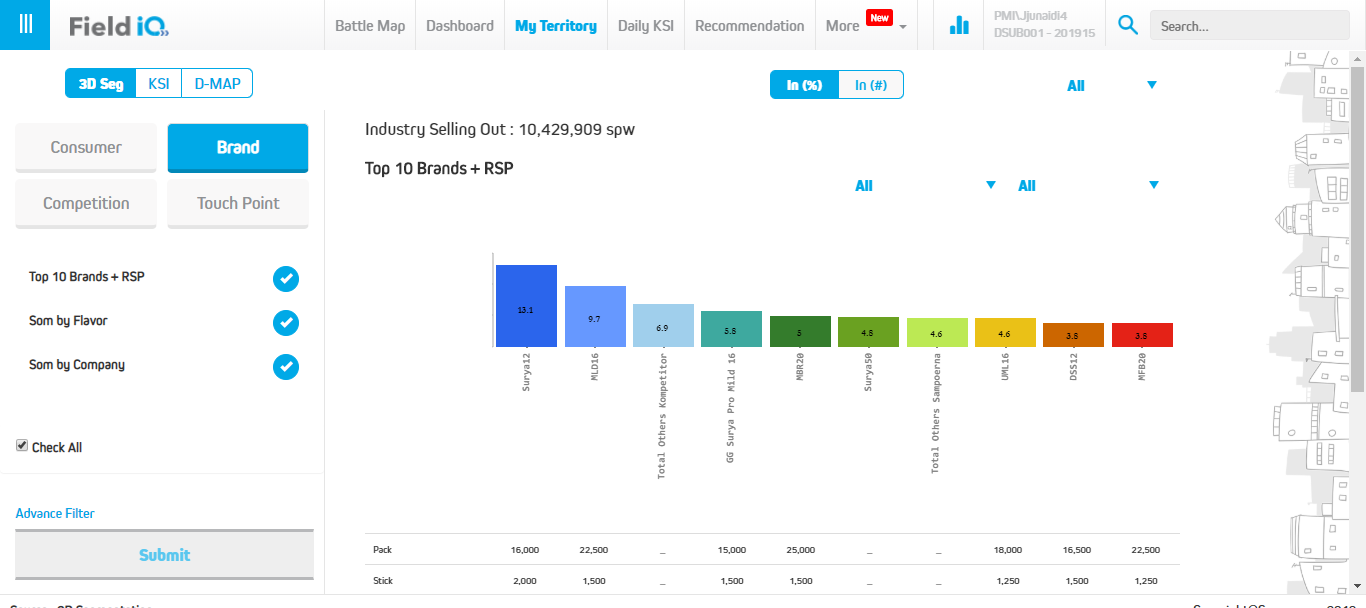 Field iQ
Battle Map
Dashboard
My Territory
Daily KSI
Recommendation
More
New
PMI\Jjunaidi4
DSUB001 - 201915
Search...
3D Seg
KSI
D-MAP
In (%)
In (#)
All
Consumer
Brand
Competition
Touch Point
Top 10 Brands + RSP
Som by Flavor
Som by Company
Check All
Advance Filter
Submit
Industry Selling Out : 10,429,909 spw
Top 10 Brands + RSP
All
All
13.1
9.7
6.9
5.8
5
4.8
4.6
4.6
3.8
3.8
Surya12
MLD16
Total Others Kompetitor
GG Surya Pro Mild 16
MBR20
Surya50
Total Others Sampoerna
UML16
DSS12
MFB20
Pack 16,000 22,500 _ 15,000 25,000 _ _ 18,000 16,500 22,500
Stick 2,000 1,500 _ 1,500 1,500 _ _ 1,250 1,500 1,250